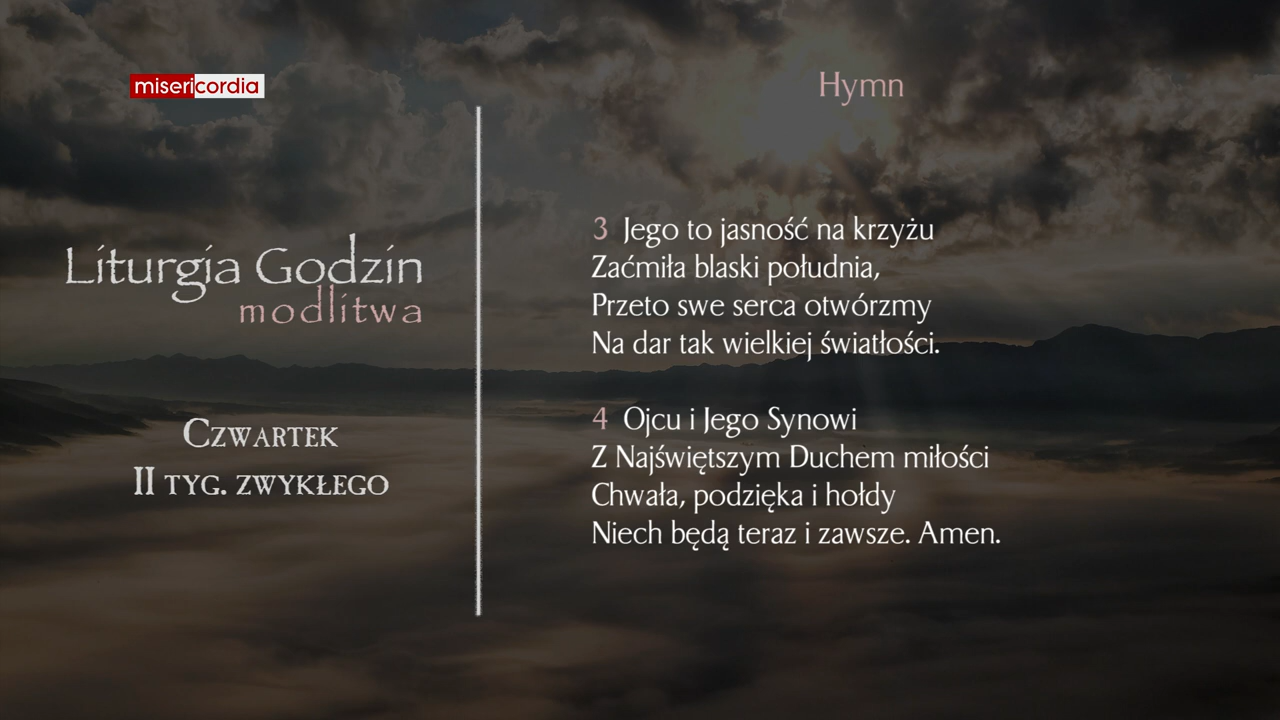 misericordia
Liturgia Godzin
modlitwa
Czwartek
II tyg. zwykłego
Hymn
3 Jego to jasność na krzyżu
Zaćmiła blaski południa,
Przeto swe serca otwórzmy
Na dar tak wielkiej światłości.
4 Ojcu i Jego Synowi
Z Najświętszym Duchem miłości
Chwała, podzięka i hołdy
Niech będą teraz i zawsze. Amen.